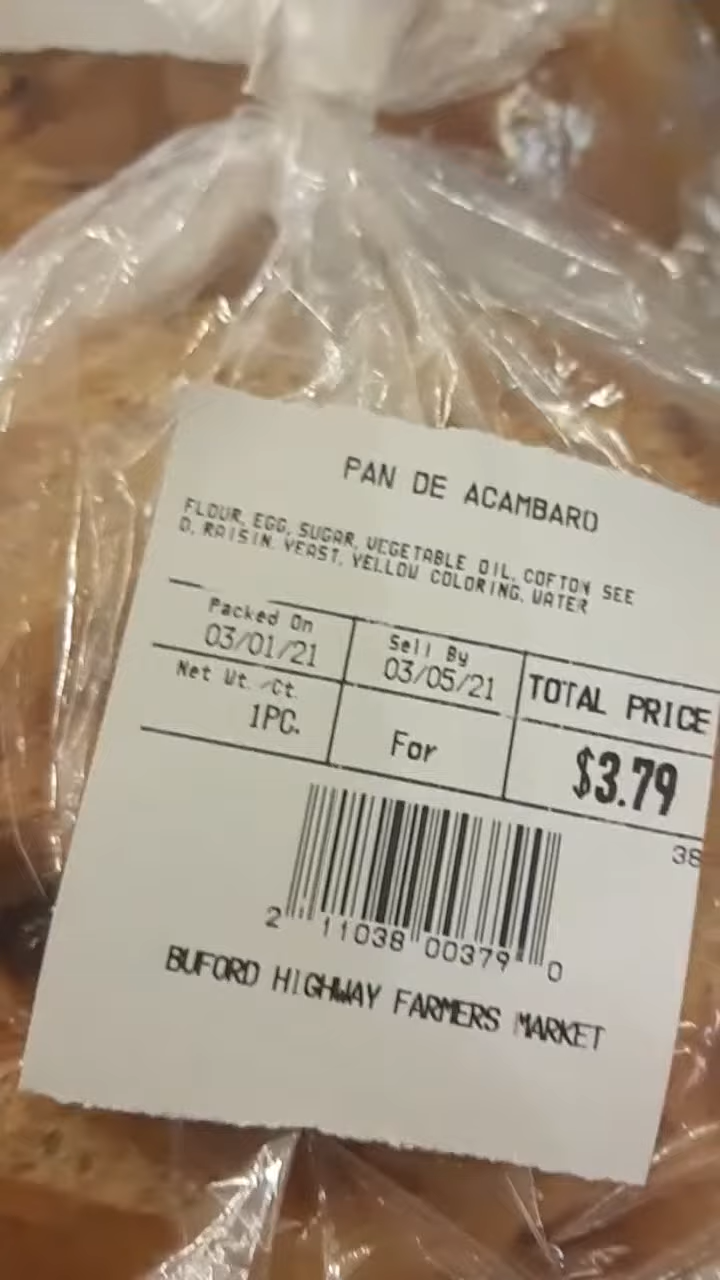 PAN DE ACAMBARO
FLOUR, EGG, SUGAR, VEGETABLE OIL, COTTON SEE
D, RAISIN. YEAST, YELLOW COLORING, WATER
Packed On
03/01/21
Sell By
03/05/21
TOTAL PRICE
Net Wt./Ct.
1PC.
For
$3.79
38
2 11038 00379 0
BUFORD HIGHWAY FARMERS MARKET